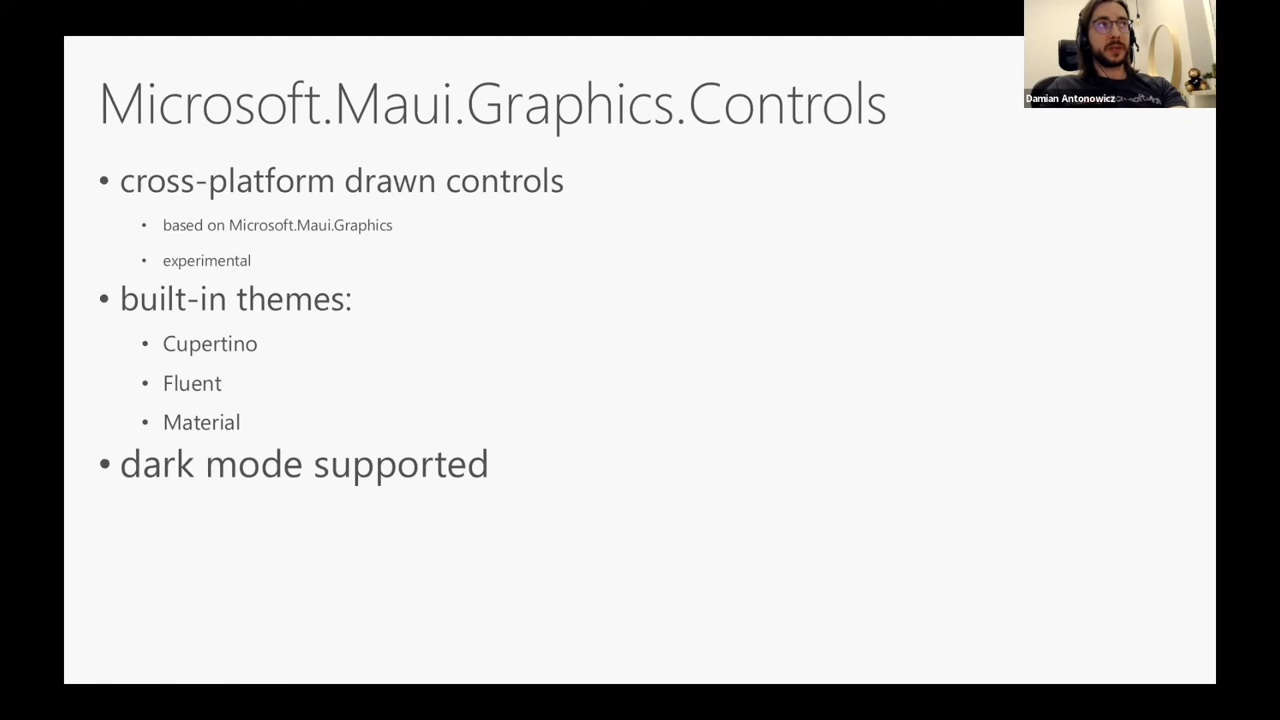 Microsoft.Maui.Graphics.Controls
• cross-platform drawn controls
• based on Microsoft.Maui.Graphics
• experimental
• built-in themes:
• Cupertino
• Fluent
• Material
• dark mode supported
Damian Antonowicz